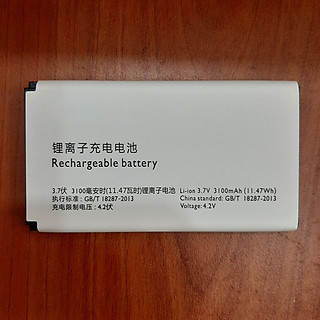 锂离子充电电池
Rechargeable battery
3.7伏 3100毫安时(11.47瓦时)锂离子电池 Li-ion 3.7V 3100mAh (11.47Wh)
执行标准: GB/T 18287-2013 China standard: GB/T 18287-2013
充电限制电压: 4.2伏 Voltage: 4.2V